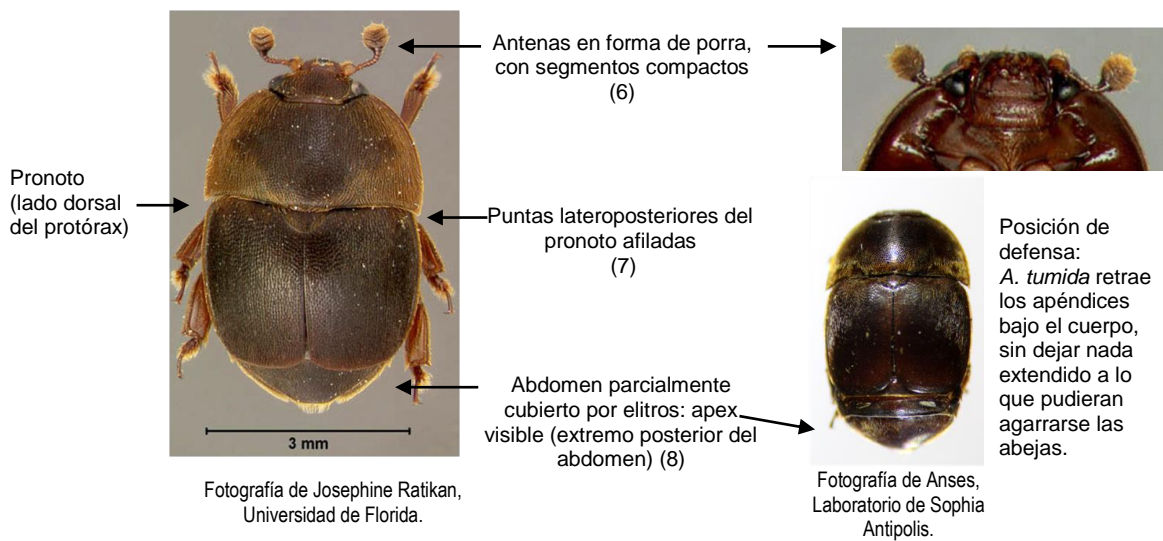 Antenas en forma de porra,
con segmentos compactos
(6)
Pronoto
(lado dorsal
del protórax)
Puntas lateroposteriores del
pronoto afiladas
(7)
Posición de
defensa:
A. tumida retrae
los apéndices
bajo el cuerpo,
sin dejar nada
extendido a lo
que pudieran
agarrarse las
abejas.
Abdomen parcialmente
cubierto por elitros: apex
visible (extremo posterior del
abdomen) (8)
3 mm
Fotografía de Josephine Ratikan,
Universidad de Florida.
Fotografía de Anses,
Laboratorio de Sophia
Antipolis.